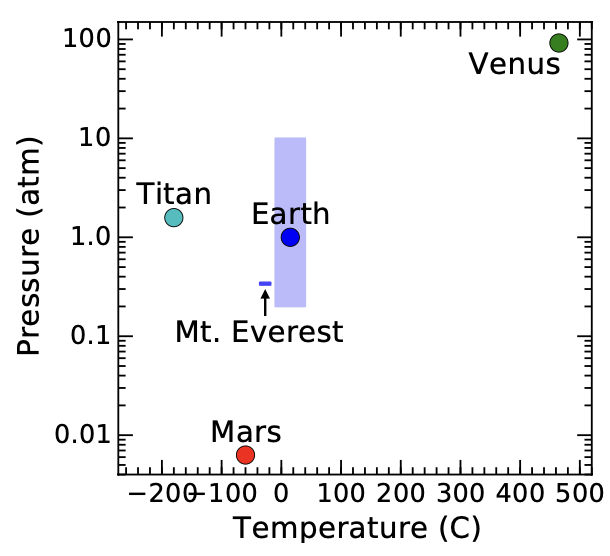 100
Venus
10
Titan
Earth
1.0
Pressure (atm)
Mt. Everest
0.1
Mars
0.01
−200 −100 0 100 200 300 400 500
Temperature (C)